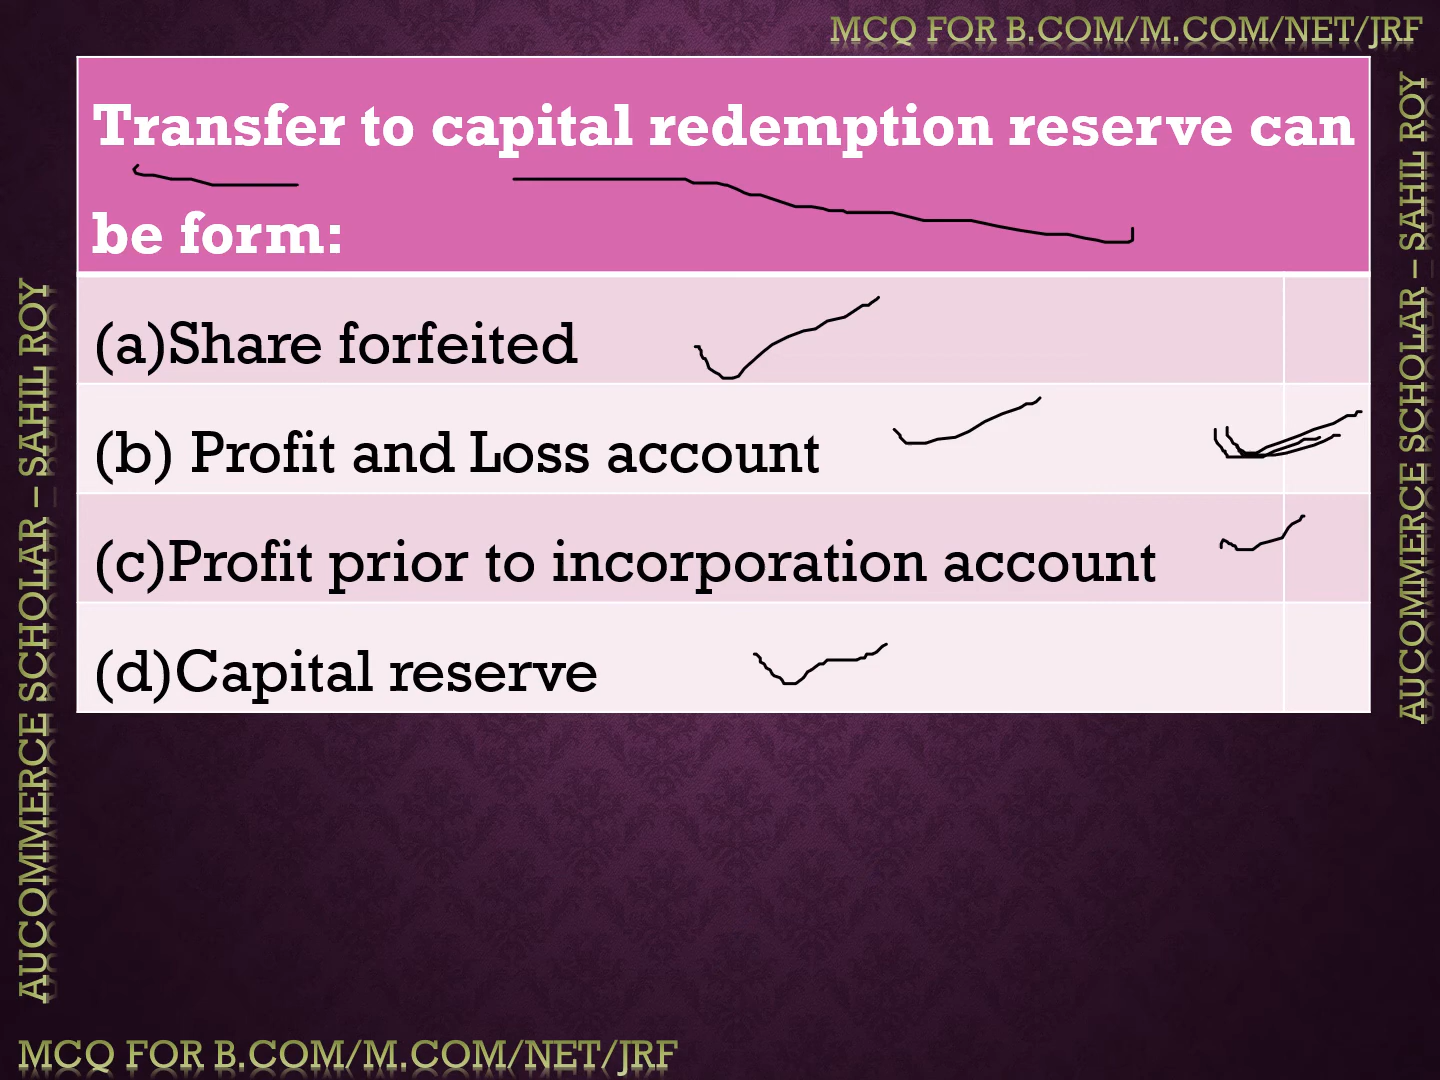 MCQ FOR B.COM/M.COM/NET/JRF
Transfer to capital redemption reserve can
be form:
(a)Share forfeited
(b) Profit and Loss account
(c)Profit prior to incorporation account
(d)Capital reserve
AUCOMMERCE SCHOLAR – SAHIL ROY
AUCOMMERCE SCHOLAR – SAHIL ROY
MCQ FOR B.COM/M.COM/NET/JRF